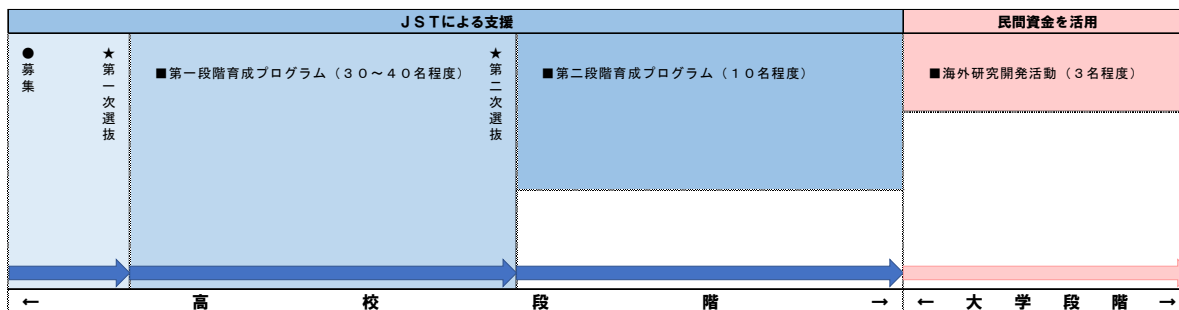 ＪＳＴによる支援
民間資金を活用
●募集
★第一次選抜
■第一段階育成プログラム（３０～４０名程度）
★第二次選抜
■第二段階育成プログラム（１０名程度）
■海外研究開発活動（３名程度）
← 高 校 段 階 →
← 大 学 段 階 →